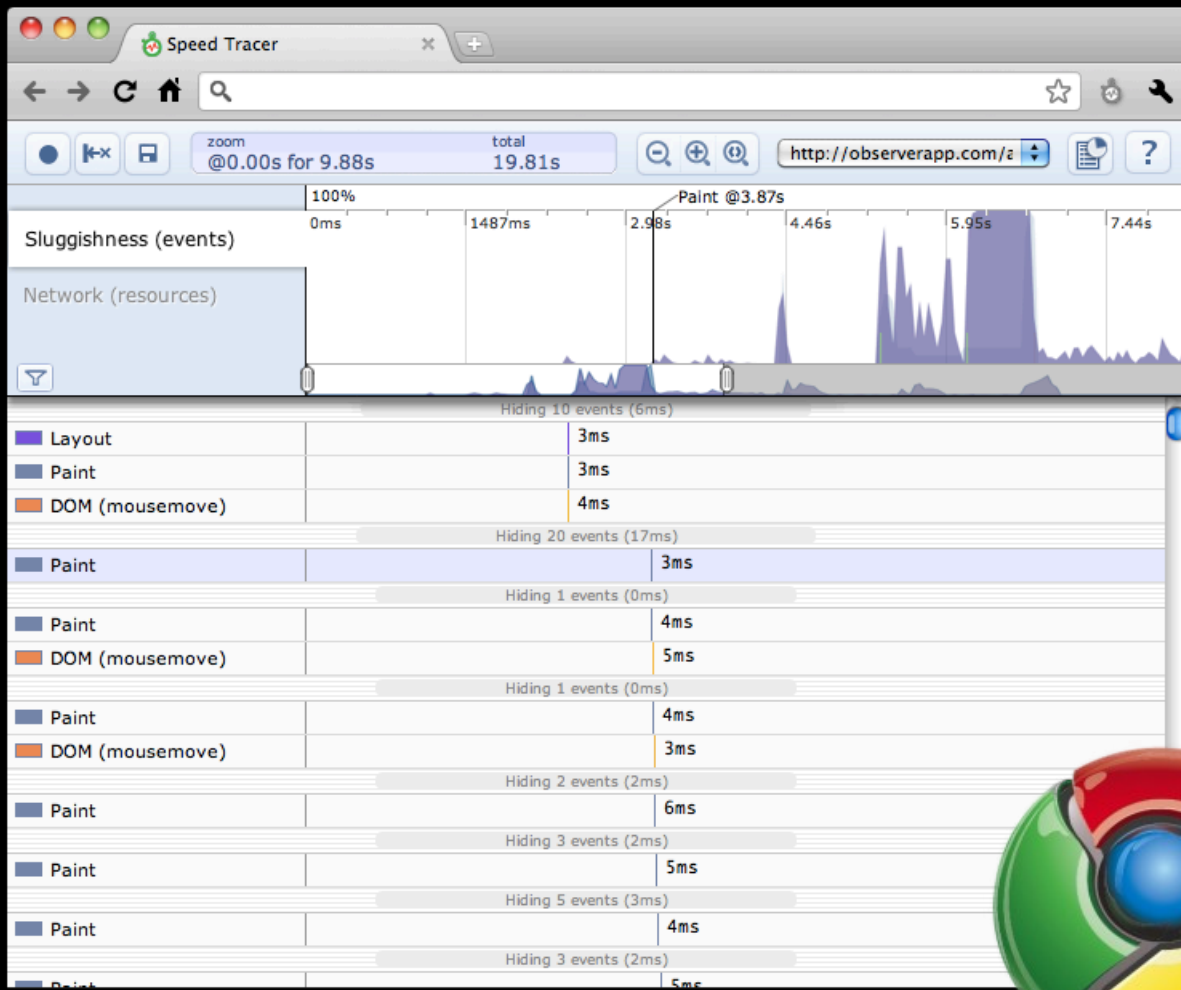 Speed Tracer
zoom
@0.00s for 9.88s
total
19.81s
http://observerapp.com/a
?
100%
Paint @3.87s
0ms
1487ms
2.98s
4.46s
5.95s
7.44s
Sluggishness (events)
Network (resources)
Hiding 10 events (6ms)
Layout 3ms
Paint 3ms
DOM (mousemove) 4ms
Hiding 20 events (17ms)
Paint 3ms
Hiding 1 events (0ms)
Paint 4ms
DOM (mousemove) 5ms
Hiding 1 events (0ms)
Paint 4ms
DOM (mousemove) 3ms
Hiding 2 events (2ms)
Paint 6ms
Hiding 3 events (2ms)
Paint 5ms
Hiding 5 events (3ms)
Paint 4ms
Hiding 3 events (2ms)
Paint 5ms